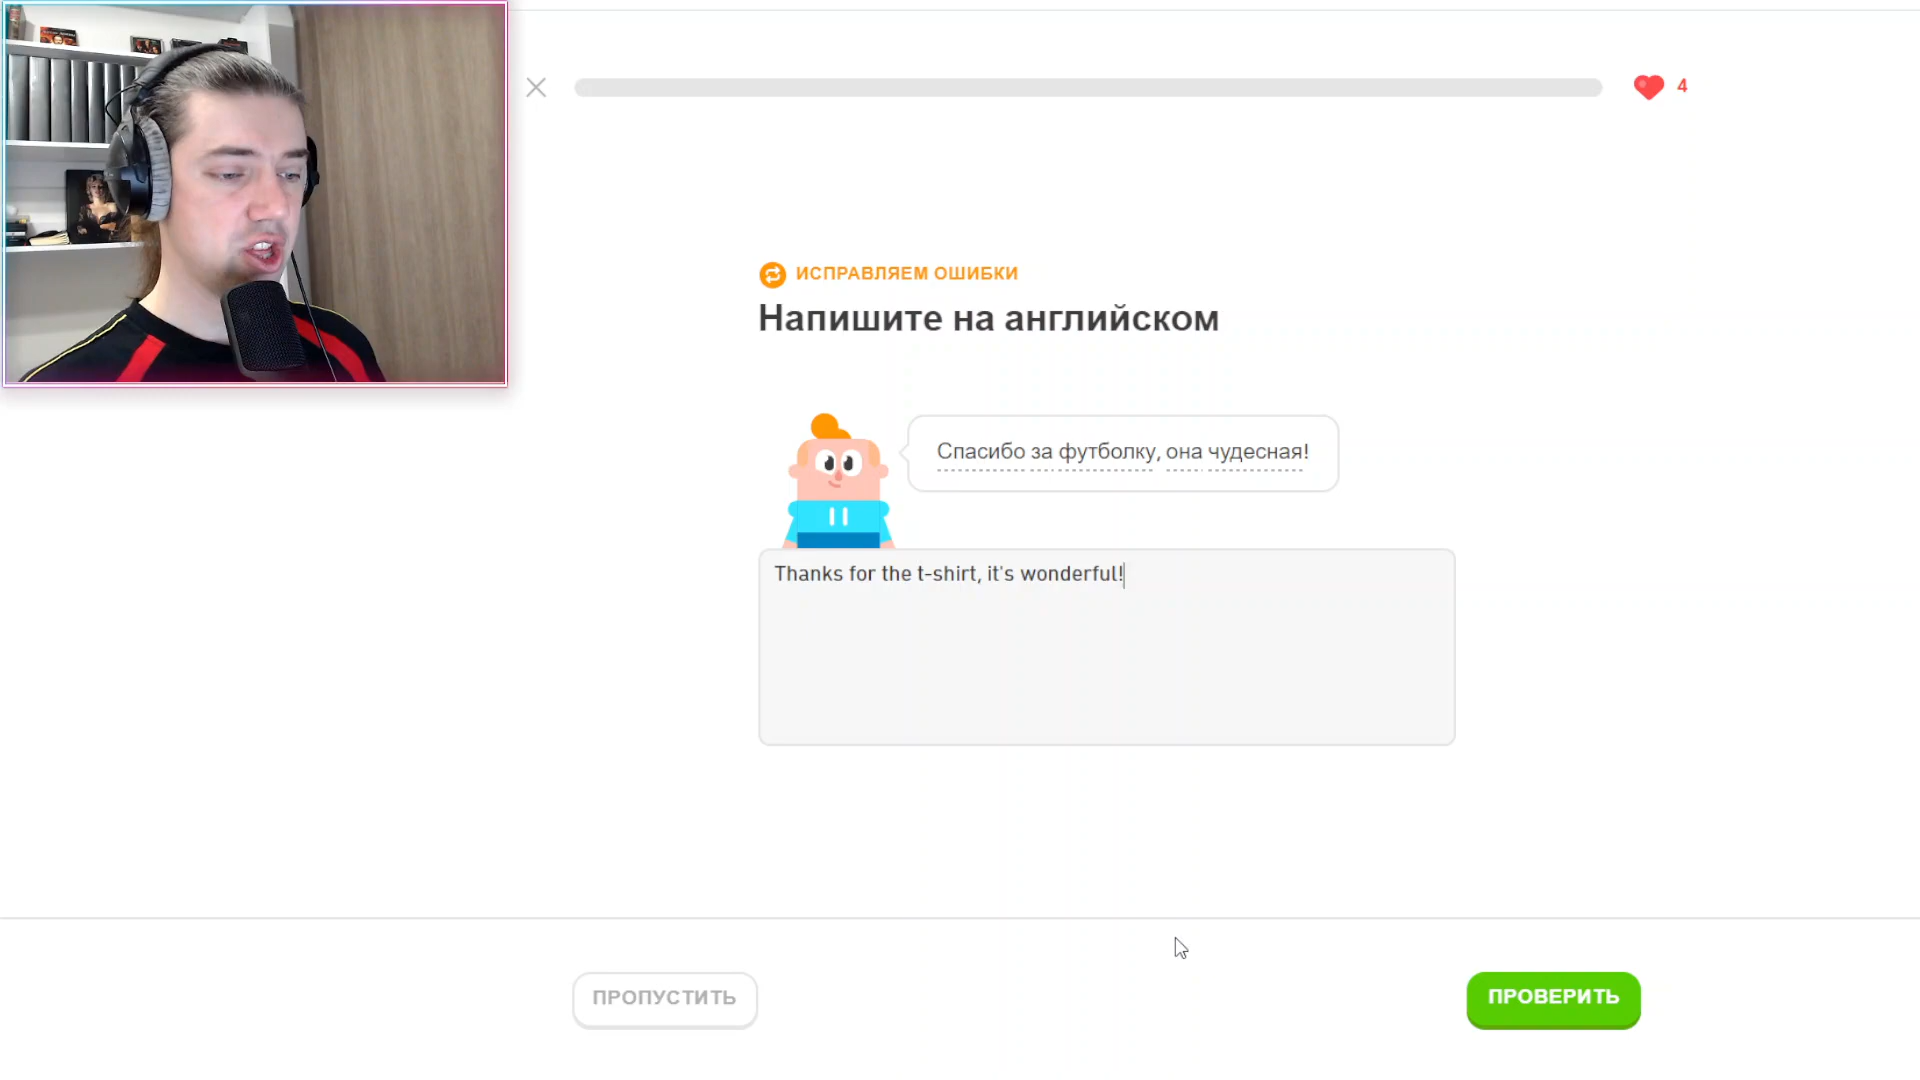 4
ИСПРАВЛЯЕМ ОШИБКИ
Напишите на английском
Спасибо за футболку, она чудесная!
Thanks for the t-shirt, it's wonderful!
ПРОПУСТИТЬ
ПРОВЕРИТЬ